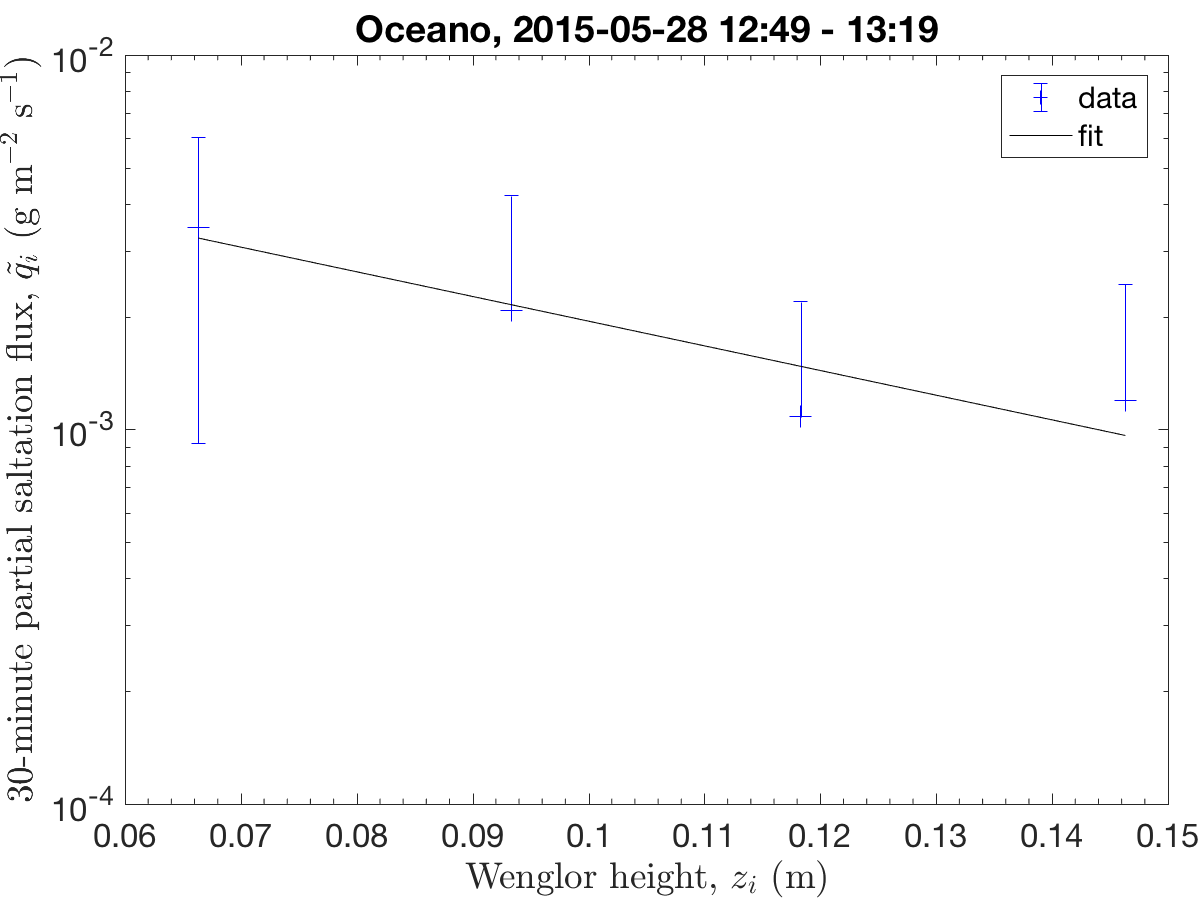 Oceano, 2015-05-28 12:49 - 13:19
data
fit
30-minute partial saltation flux, q̃ᵢ (g m⁻² s⁻¹)
10⁻²
10⁻³
10⁻⁴
0.06 0.07 0.08 0.09 0.1 0.11 0.12 0.13 0.14 0.15
Wenglor height, zᵢ (m)